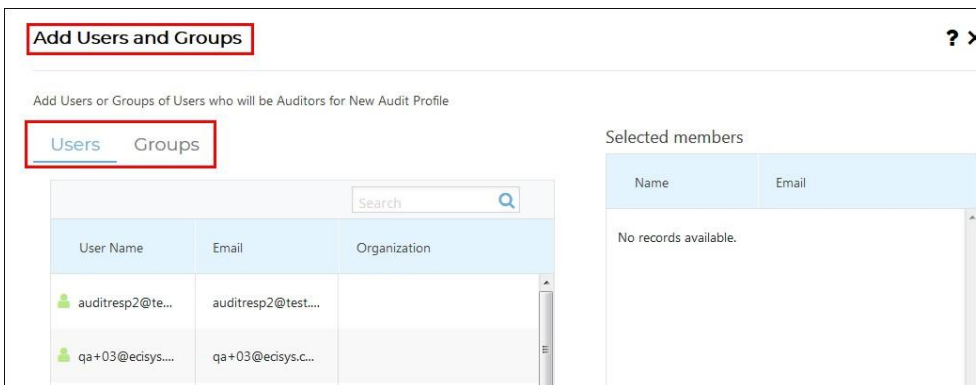 Add Users and Groups
? ×
Add Users or Groups of Users who will be Auditors for New Audit Profile
Users Groups
Selected members
Search
Name Email
User Name Email Organization
No records available.
auditresp2@te... auditresp2@test....
qa+03@ecisys.... qa+03@ecisys.c...